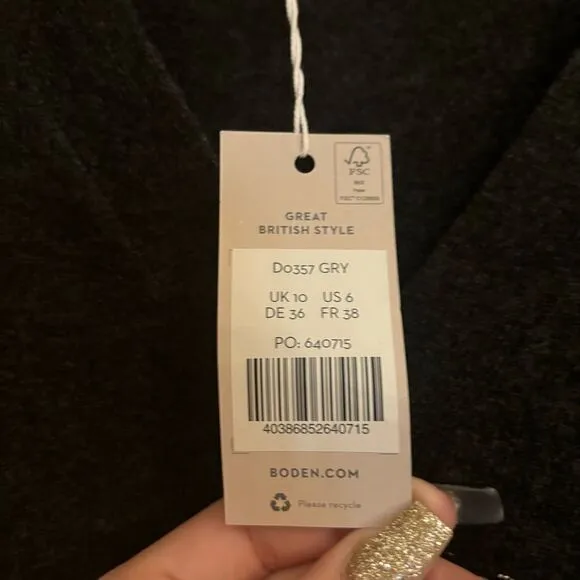 FSC
GREAT
BRITISH STYLE
D0357 GRY
UK 10 US 6
DE 36 FR 38
PO: 640715
40386852640715
BODEN.COM
Please recycle